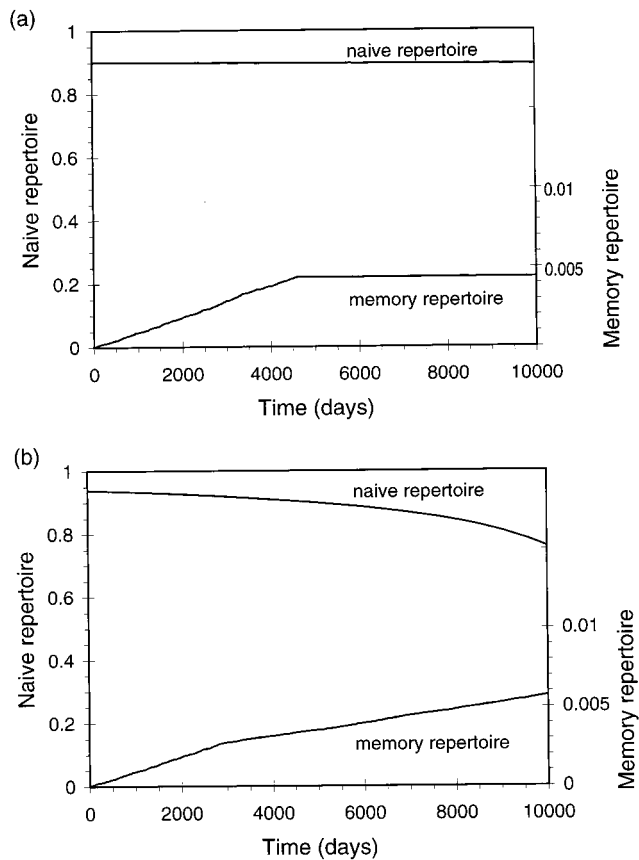 (a)
1
naive repertoire
0.8
0.6
0.01
0.4
0.005
0.2
memory repertoire
0
Naive repertoire
Memory repertoire
0 2000 4000 6000 8000 10000
Time (days)
(b)
1
naive repertoire
0.8
0.6
0.01
0.4
0.005
0.2
memory repertoire
0 0
Naive repertoire
Memory repertoire
0 2000 4000 6000 8000 10000
Time (days)